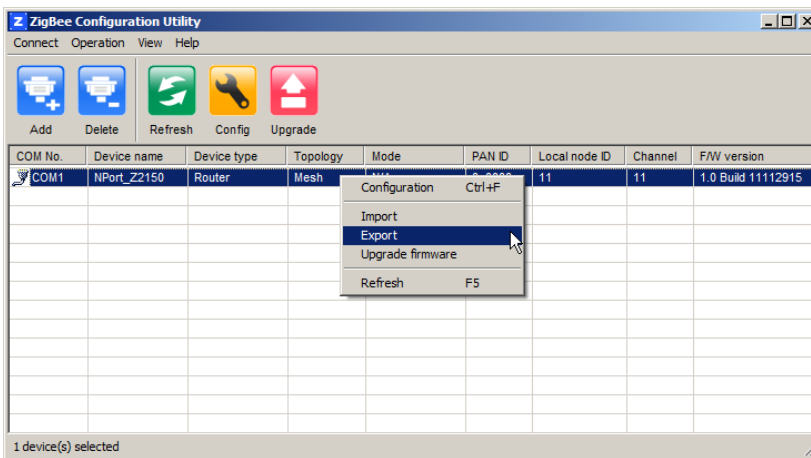 Z ZigBee Configuration Utility
Connect Operation View Help
Add Delete Refresh Config Upgrade
COM No. Device name Device type Topology Mode PAN ID Local node ID Channel F/W version
COM1 NPort_Z2150 Router Mesh 11 11 1.0 Build 11112915
Configuration Ctrl+F
Import
Export
Upgrade firmware
Refresh F5
1 device(s) selected